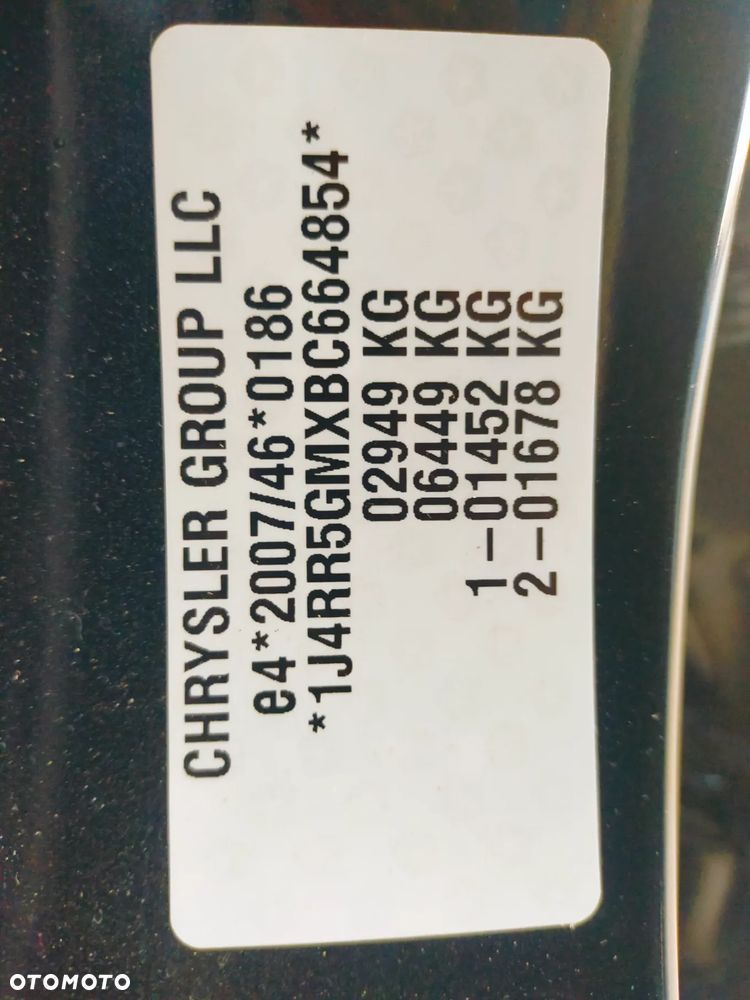 CHRYSLER GROUP LLC
e4*2007/46*0186
*1J4RR5GMXBC664854*
02949 KG
06449 KG
1-01452 KG
2-01678 KG
OTOMOTO